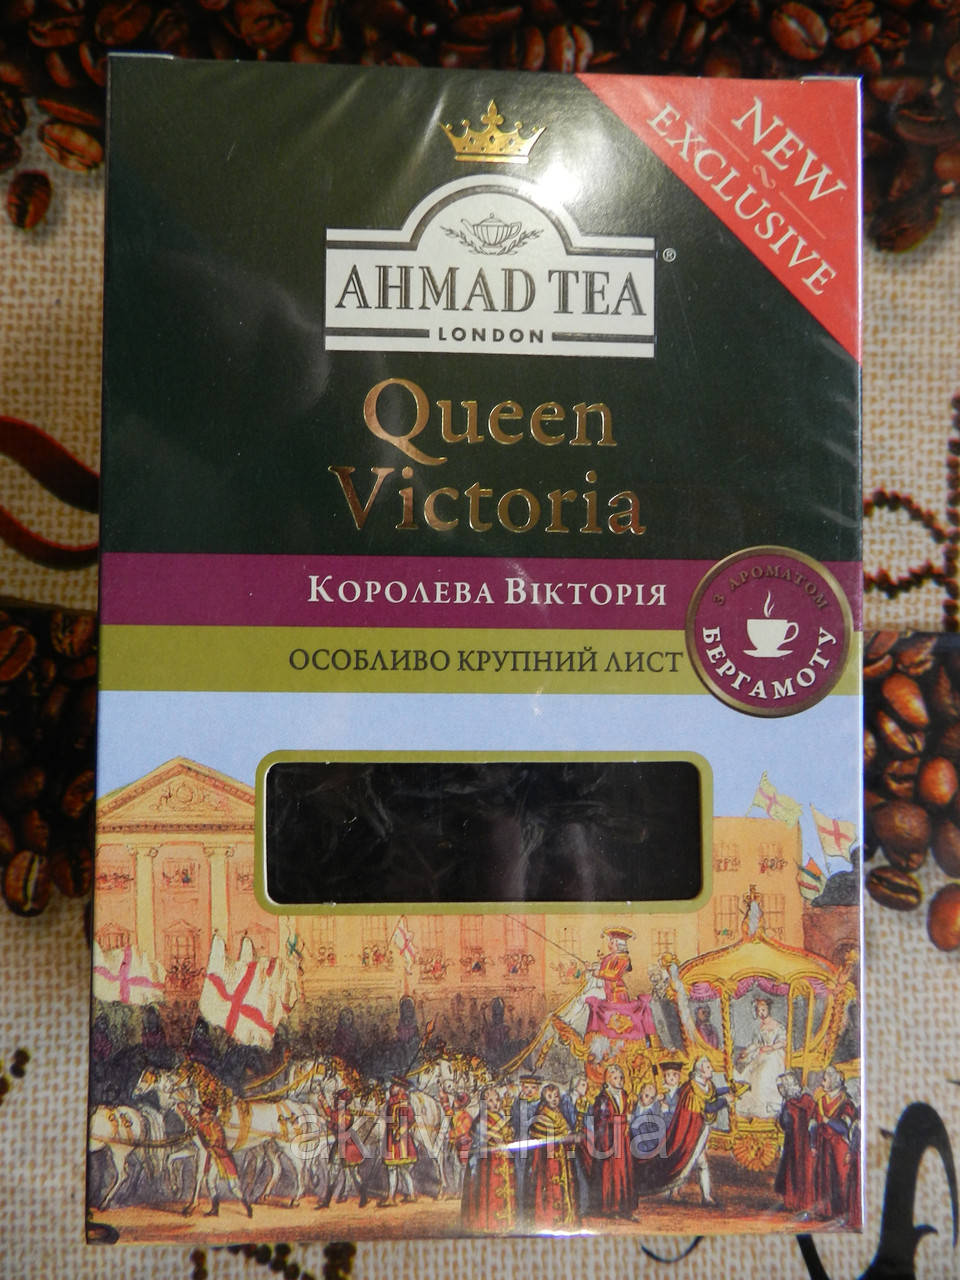 NEW
EXCLUSIVE
AHMAD TEA®
LONDON
Queen
Victoria
Королева Вікторія
З АРОМАТОМ
БЕРГАМОТУ
ОСОБЛИВО КРУПНИЙ ЛИСТ
aktiv.kh.ua